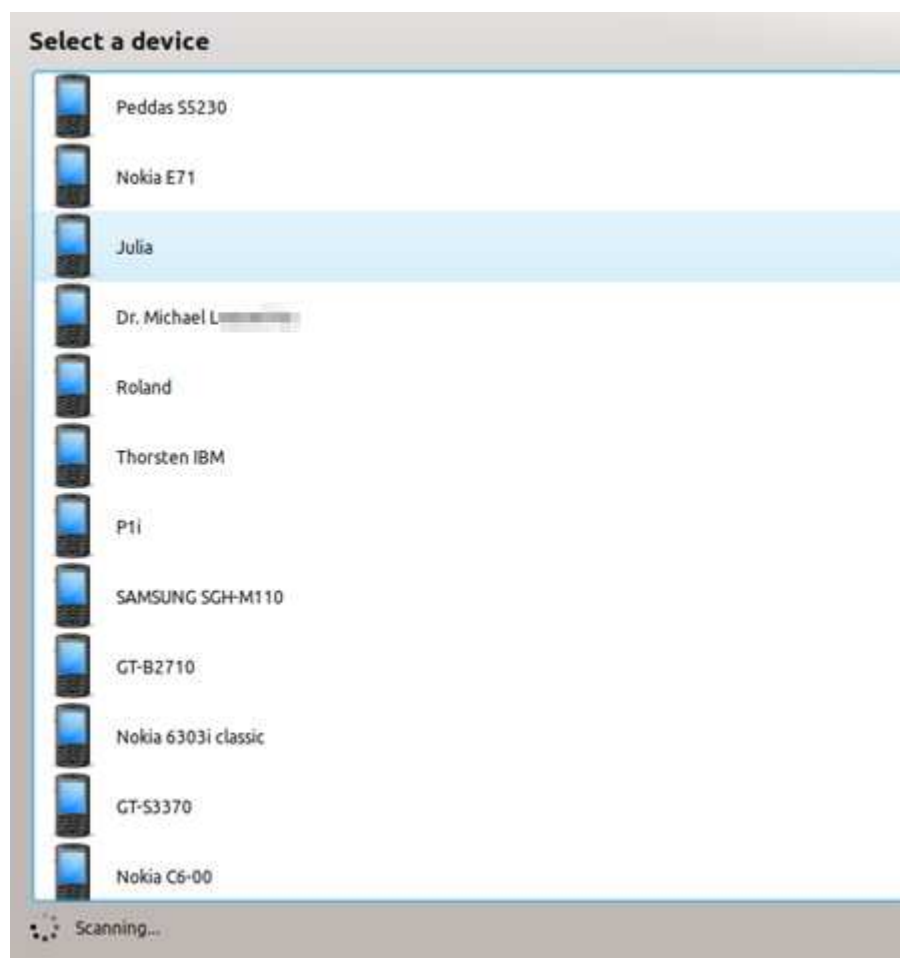 Select a device
Peddas S5230
Nokia E71
Julia
Dr. Michael L
Roland
Thorsten IBM
P1i
SAMSUNG SGH-M110
GT-B2710
Nokia 6303i classic
GT-S3370
Nokia C6-00
Scanning...